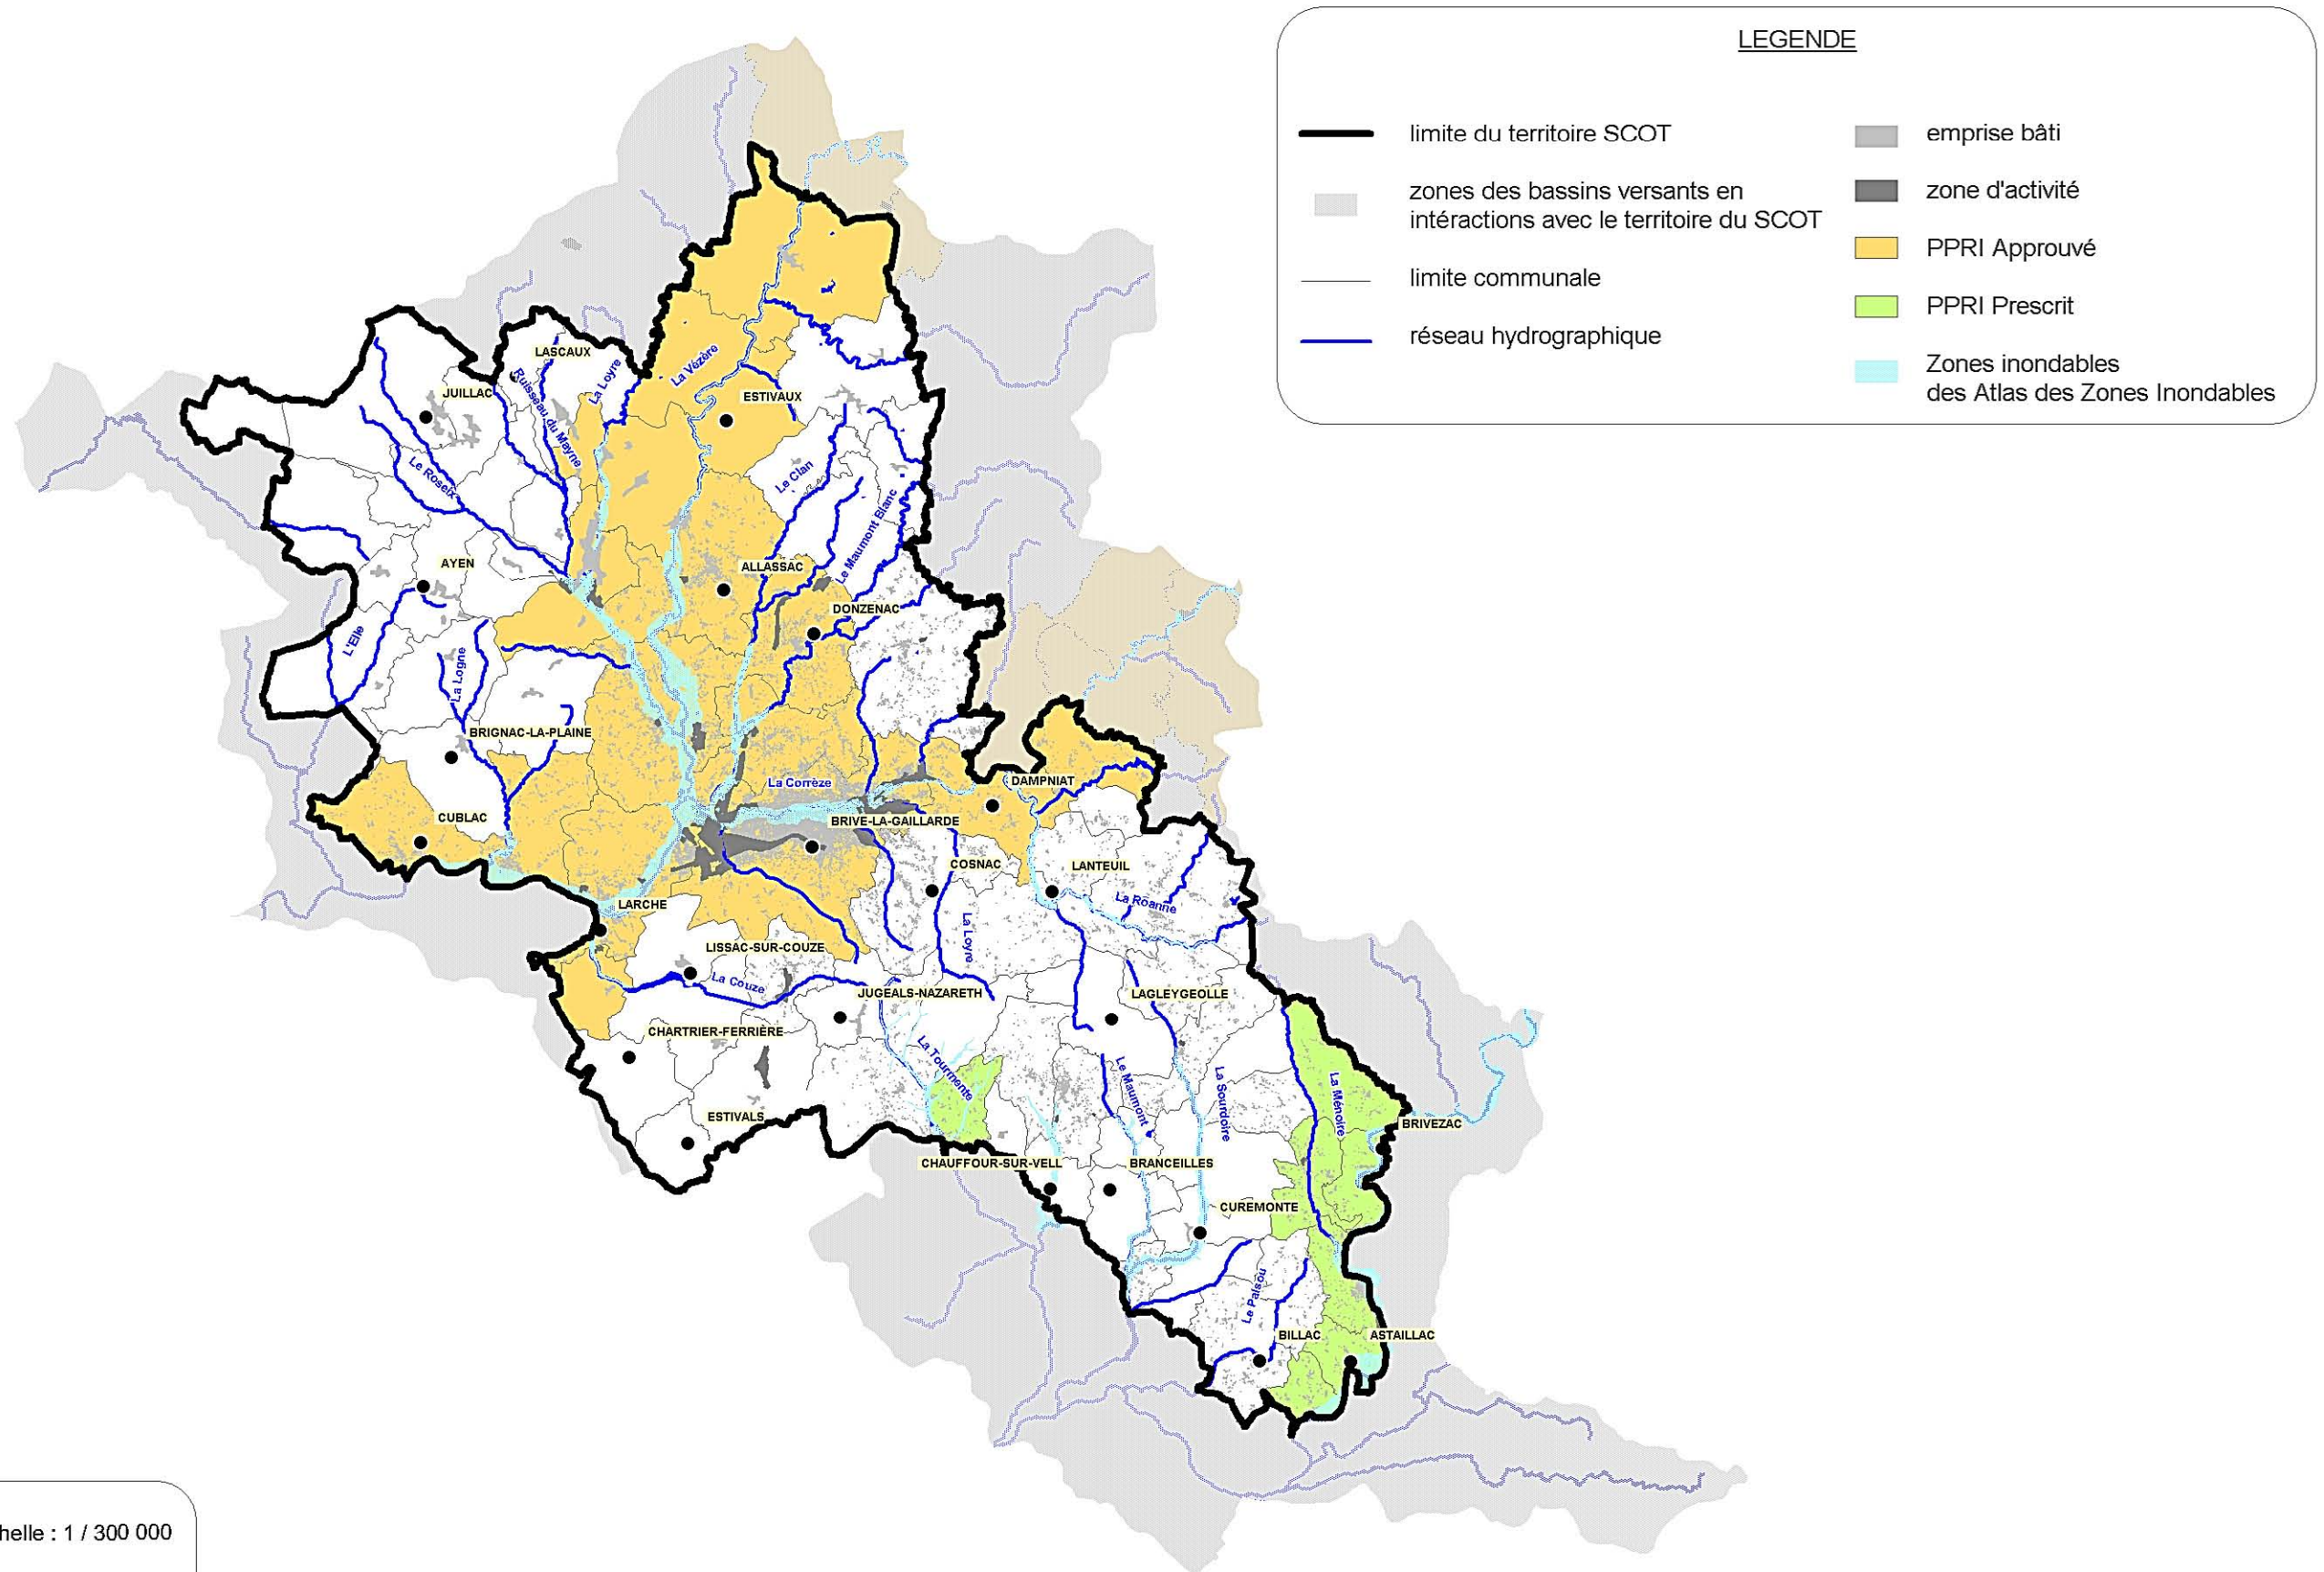 LEGENDE
limite du territoire SCOT
zones des bassins versants en
intéractions avec le territoire du SCOT
limite communale
réseau hydrographique
emprise bâti
zone d'activité
PPRI Approuvé
PPRI Prescrit
Zones inondables
des Atlas des Zones Inondables
LASCAUX
JUILLAC
Ruisseau du Mayne
La Loyre
La Vézère
ESTIVAUX
Le Roseix
Le Clan
Le Maumont Blanc
AYEN
ALLASSAC
DONZENAC
L'Elle
La Logne
BRIGNAC-LA-PLAINE
La Corrèze
DAMPNIAT
CUBLAC
BRIVE-LA-GAILLARDE
COSNAC
LANTEUIL
LARCHE
La Roanne
La Loyre
LISSAC-SUR-COUZE
La Couze
JUGEALS-NAZARETH
LAGLEYGEOLLE
CHARTRIER-FERRIÈRE
La Tourmente
Le Maumont
La Sourdoire
La Ménoire
ESTIVALS
BRIVEZAC
CHAUFFOUR-SUR-VELL
BRANCEILLES
CUREMONTE
Le Palsou
BILLAC
ASTAILLAC
helle : 1 / 300 000